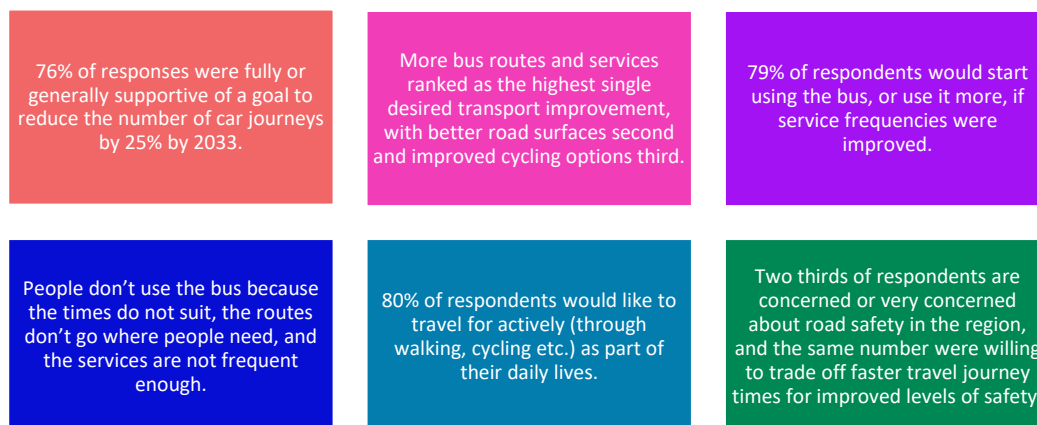 76% of responses were fully or
generally supportive of a goal to
reduce the number of car journeys
by 25% by 2033.
More bus routes and services
ranked as the highest single
desired transport improvement,
with better road surfaces second
and improved cycling options third.
79% of respondents would start
using the bus, or use it more, if
service frequencies were
improved.
People don’t use the bus because
the times do not suit, the routes
don’t go where people need, and
the services are not frequent
enough.
80% of respondents would like to
travel for actively (through
walking, cycling etc.) as part of
their daily lives.
Two thirds of respondents are
concerned or very concerned
about road safety in the region,
and the same number were willing
to trade off faster travel journey
times for improved levels of safety